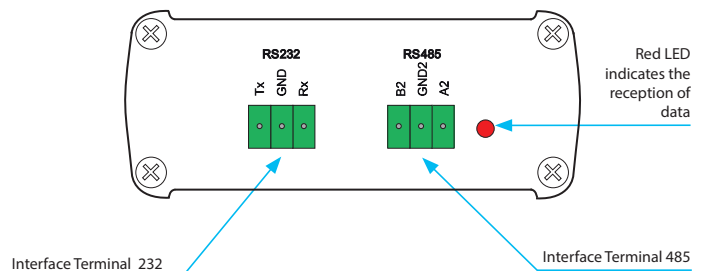 RS232
RS485
Tx
GND
Rx
B2
GND2
A2
Red LED
indicates the
reception of
data
Interface Terminal 232
Interface Terminal 485